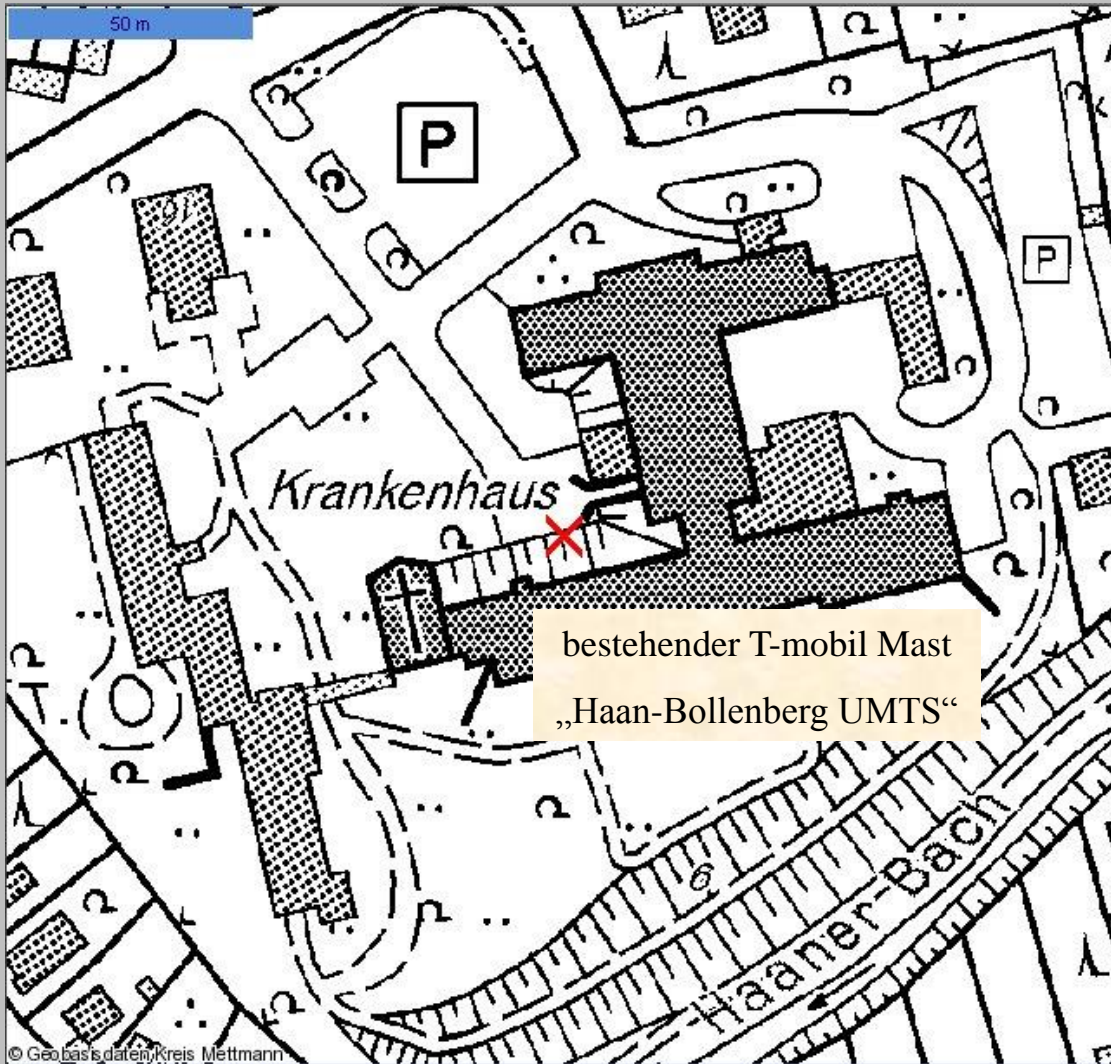 50 m
P
16
P
Krankenhaus
bestehender T-mobil Mast
„Haan-Bollenberg UMTS“
6
Haaner-Bach
© Geobasisdaten Kreis Mettmann